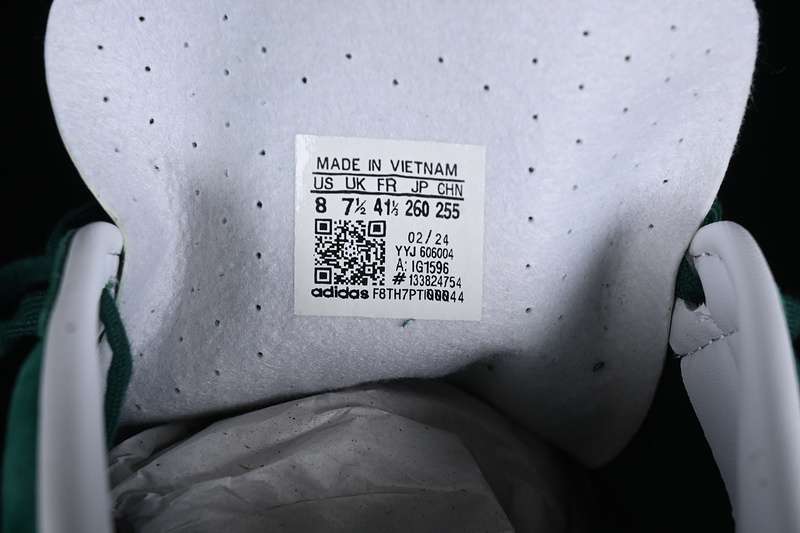 MADE IN VIETNAM
US UK FR JP CHN
8 7½ 41⅓ 260 255
02/24
YYJ 606004
A: IG1596
# 133824754
adidas F8TH7PTI00044